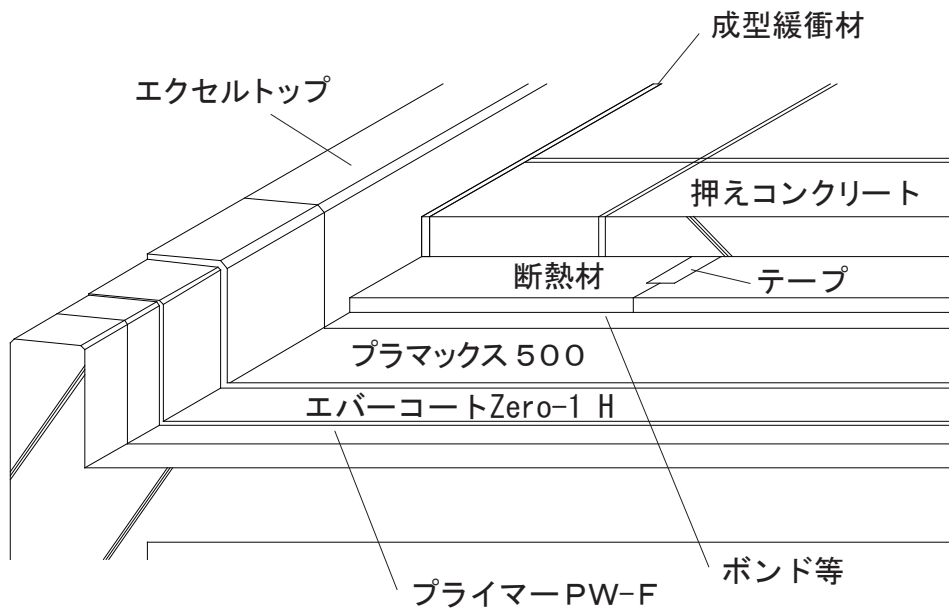 成型緩衝材
エクセルトップ
押えコンクリート
断熱材
テープ
プラマックス500
エバーコートZero-1 H
ボンド等
プライマーPW-F